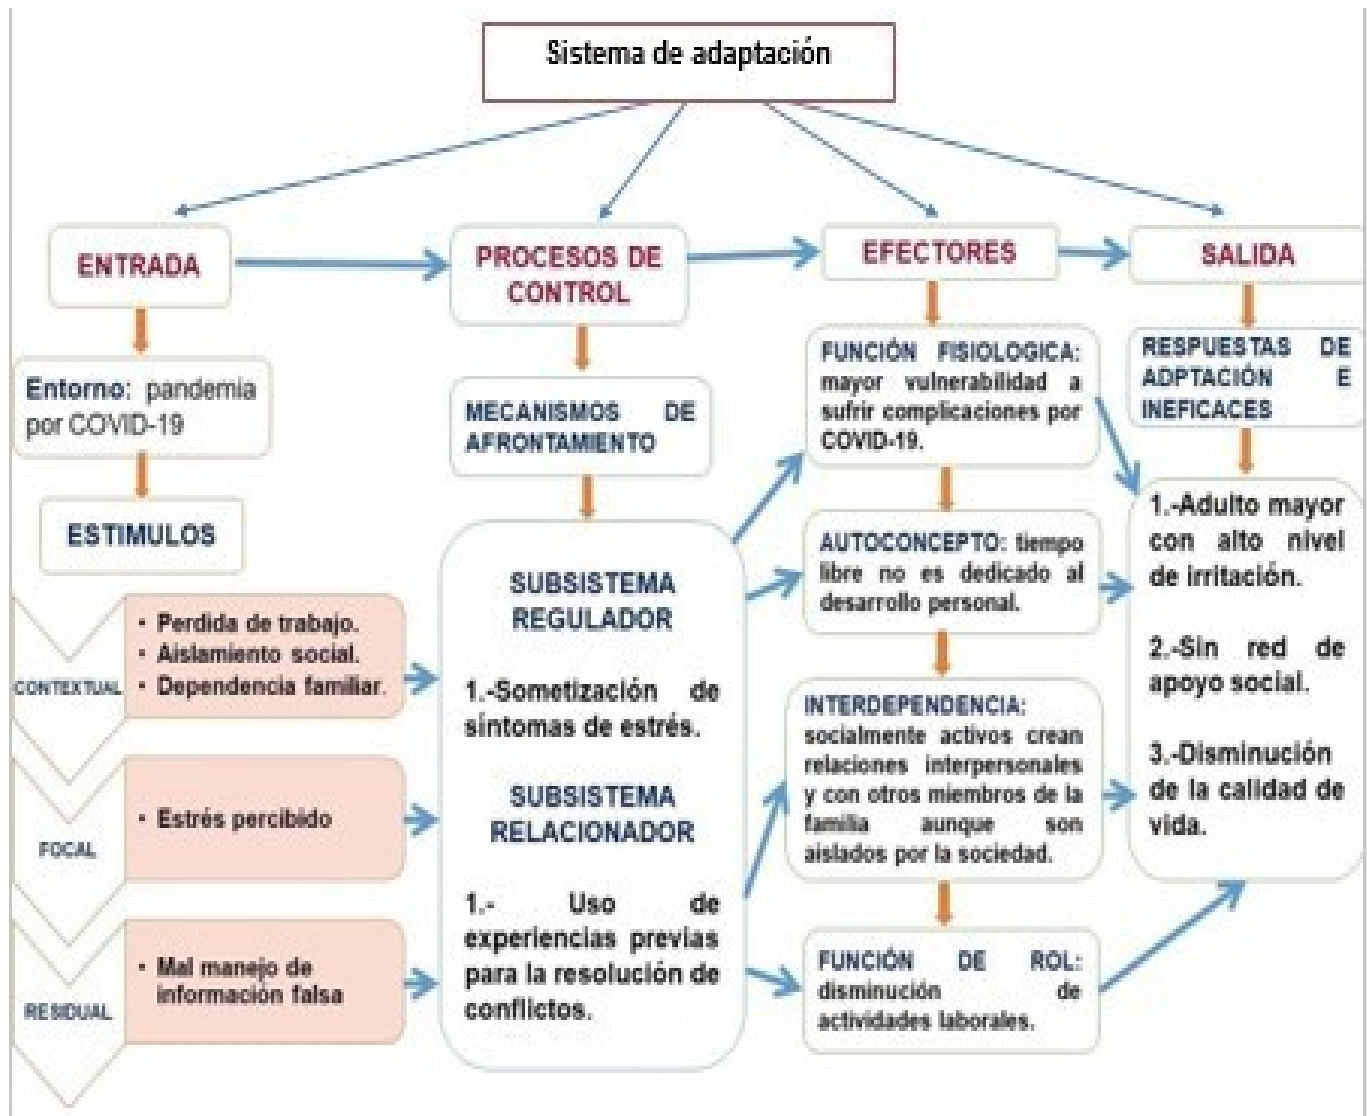 Sistema de adaptación
ENTRADA
Entorno: pandemia
por COVID-19
ESTIMULOS
CONTEXTUAL
• Perdida de trabajo.
• Aislamiento social.
• Dependencia familiar.
FOCAL
• Estrés percibido
RESIDUAL
• Mal manejo de
información falsa
PROCESOS DE
CONTROL
MECANISMOS DE
AFRONTAMIENTO
SUBSISTEMA
REGULADOR
1.-Sometización de
síntomas de estrés.
SUBSISTEMA
RELACIONADOR
1.- Uso de
experiencias previas
para la resolución de
conflictos.
EFECTORES
FUNCIÓN FISIOLOGICA:
mayor vulnerabilidad a
sufrir complicaciones por
COVID-19.
AUTOCONCEPTO: tiempo
libre no es dedicado al
desarrollo personal.
INTERDEPENDENCIA:
socialmente activos crean
relaciones interpersonales
y con otros miembros de la
familia aunque son
aislados por la sociedad.
FUNCIÓN DE ROL:
disminución de
actividades laborales.
SALIDA
RESPUESTAS DE
ADPTACIÓN E
INEFICACES
1.-Adulto mayor
con alto nivel
de irritación.
2.-Sin red de
apoyo social.
3.-Disminución
de la calidad de
vida.